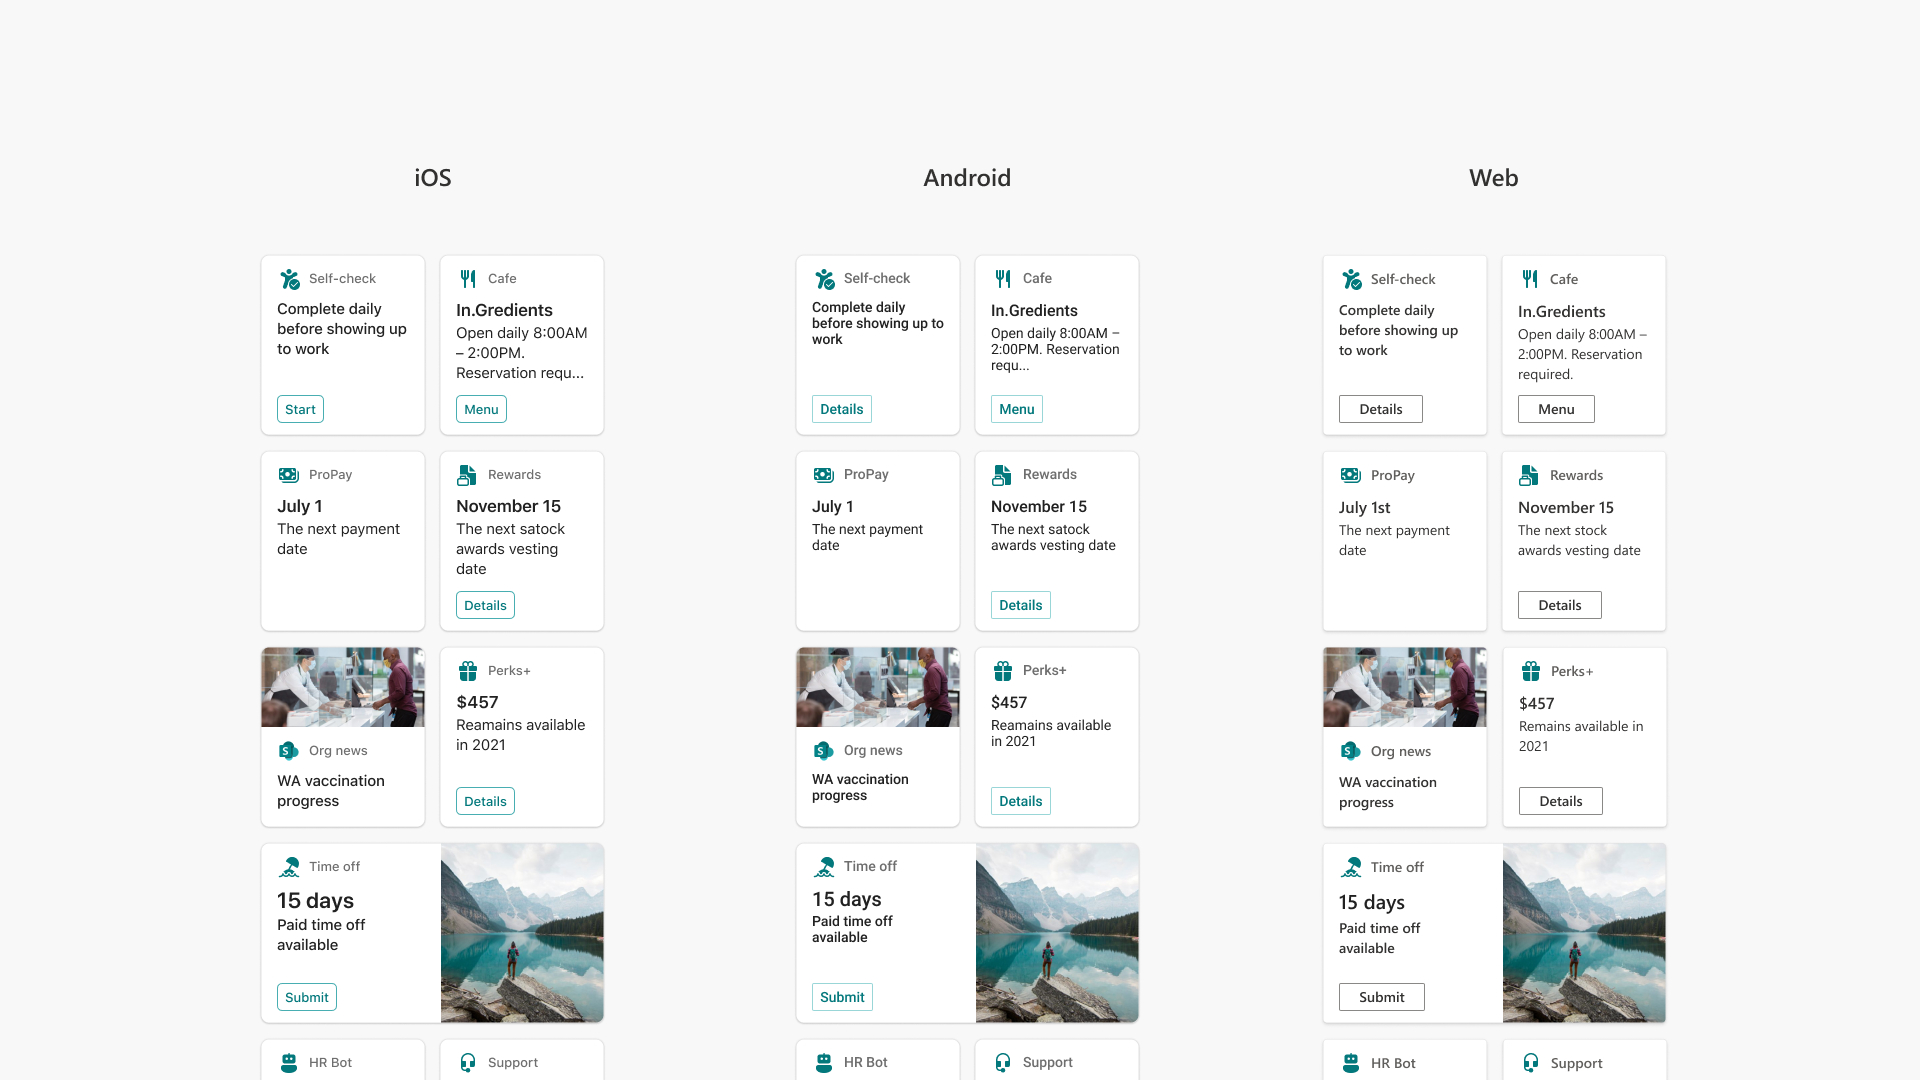 iOS
Self-check
Complete daily
before showing up
to work
Start
Cafe
In.Gredients
Open daily 8:00AM
– 2:00PM.
Reservation requ...
Menu
ProPay
July 1
The next payment
date
Rewards
November 15
The next satock
awards vesting
date
Details
S
Org news
WA vaccination
progress
Perks+
$457
Reamains available
in 2021
Details
Time off
15 days
Paid time off
available
Submit
HR Bot
Support
Android
Self-check
Complete daily
before showing up to
work
Details
Cafe
In.Gredients
Open daily 8:00AM –
2:00PM. Reservation
requ...
Menu
ProPay
July 1
The next payment
date
Rewards
November 15
The next satock
awards vesting date
Details
S
Org news
WA vaccination
progress
Perks+
$457
Reamains available
in 2021
Details
Time off
15 days
Paid time off
available
Submit
HR Bot
Support
Web
Self-check
Complete daily
before showing up
to work
Details
Cafe
In.Gredients
Open daily 8:00AM –
2:00PM. Reservation
required.
Menu
ProPay
July 1st
The next payment
date
Rewards
November 15
The next stock
awards vesting date
Details
S
Org news
WA vaccination
progress
Perks+
$457
Remains available in
2021
Details
Time off
15 days
Paid time off
available
Submit
HR Bot
Support